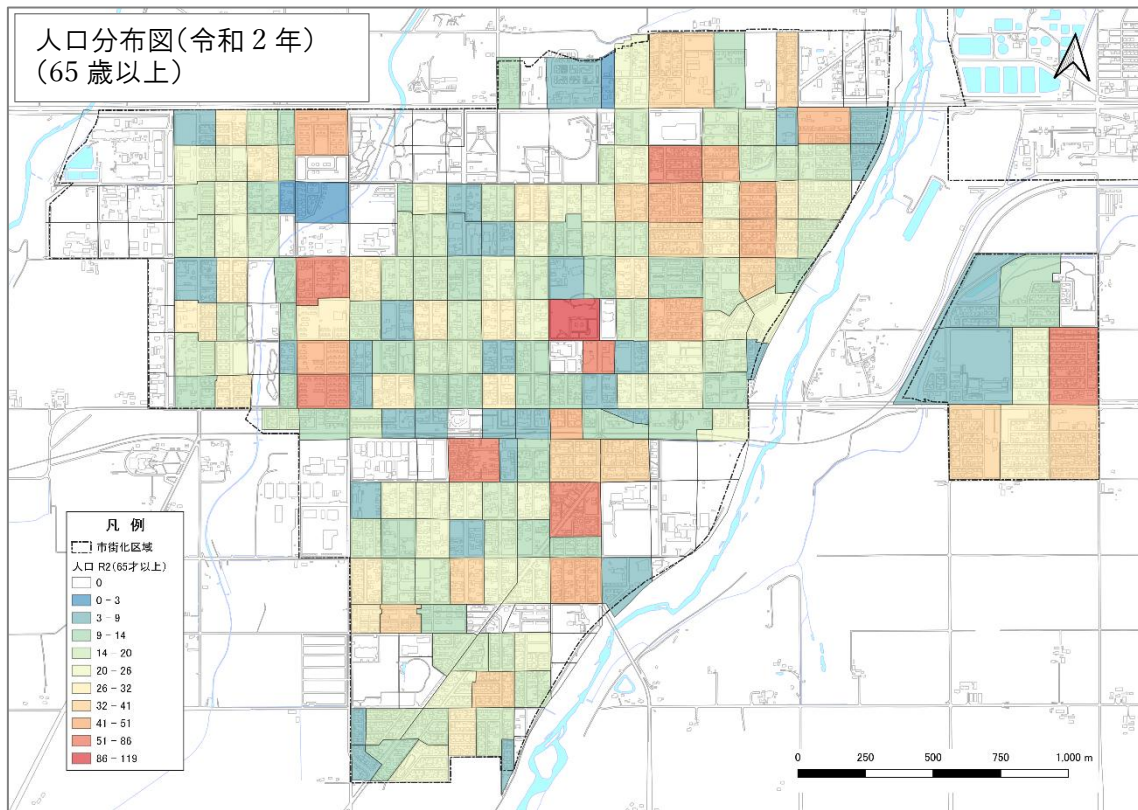 人口分布図(令和２年)
(65 歳以上)
凡 例
市街化区域
人口 R2(65才以上)
0
0 - 3
3 - 9
9 - 14
14 - 20
20 - 26
26 - 32
32 - 41
41 - 51
51 - 86
86 - 119
0 250 500 750 1,000 m